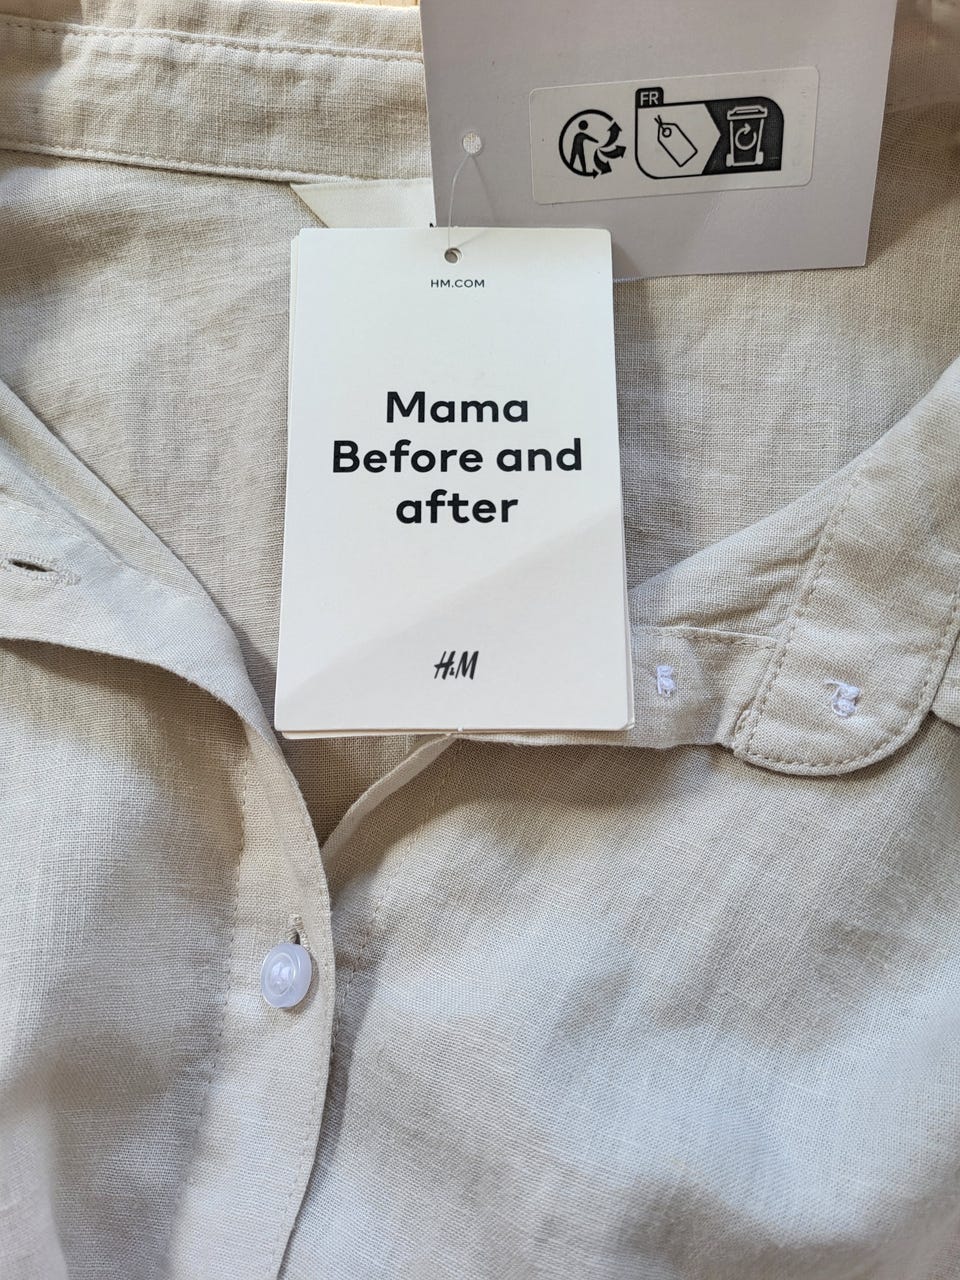 FR
HM.COM
Mama
Before and
after
H&M